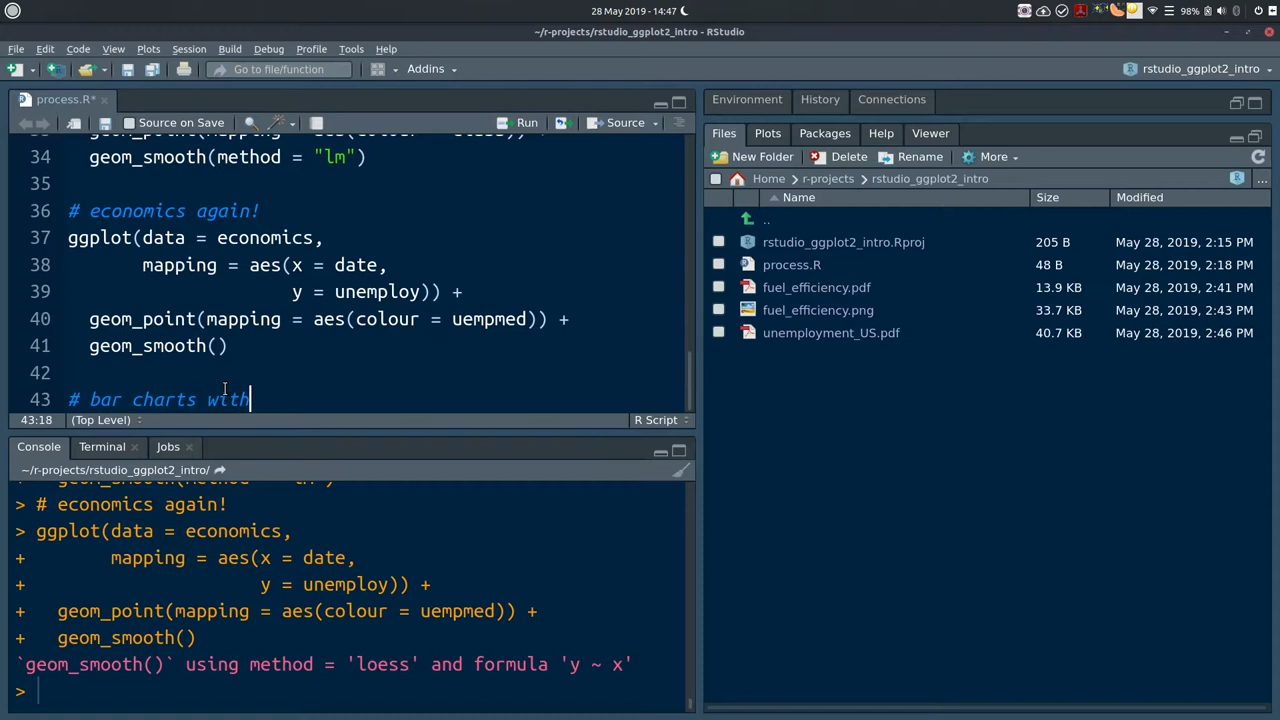 28 May 2019 - 14:47
98%
~/r-projects/rstudio_ggplot2_intro - RStudio
File Edit Code View Plots Session Build Debug Profile Tools Help
Go to file/function Addins rstudio_ggplot2_intro
process.R*
Source on Save Run Source
34 geom_smooth(method = "lm")
35
36 # economics again!
37 ggplot(data = economics,
38 mapping = aes(x = date,
39 y = unemploy)) +
40 geom_point(mapping = aes(colour = uempmed)) +
41 geom_smooth()
42
43 # bar charts with
43:18 (Top Level) R Script
Console Terminal Jobs
~/r-projects/rstudio_ggplot2_intro/
> # economics again!
> ggplot(data = economics,
+ mapping = aes(x = date,
+ y = unemploy)) +
+ geom_point(mapping = aes(colour = uempmed)) +
+ geom_smooth()
`geom_smooth()` using method = 'loess' and formula 'y ~ x'
>
Environment History Connections
Files Plots Packages Help Viewer
New Folder Delete Rename More
Home r-projects rstudio_ggplot2_intro ...
Name Size Modified
..
rstudio_ggplot2_intro.Rproj 205 B May 28, 2019, 2:15 PM
process.R 48 B May 28, 2019, 2:18 PM
fuel_efficiency.pdf 13.9 KB May 28, 2019, 2:41 PM
fuel_efficiency.png 33.7 KB May 28, 2019, 2:43 PM
unemployment_US.pdf 40.7 KB May 28, 2019, 2:46 PM